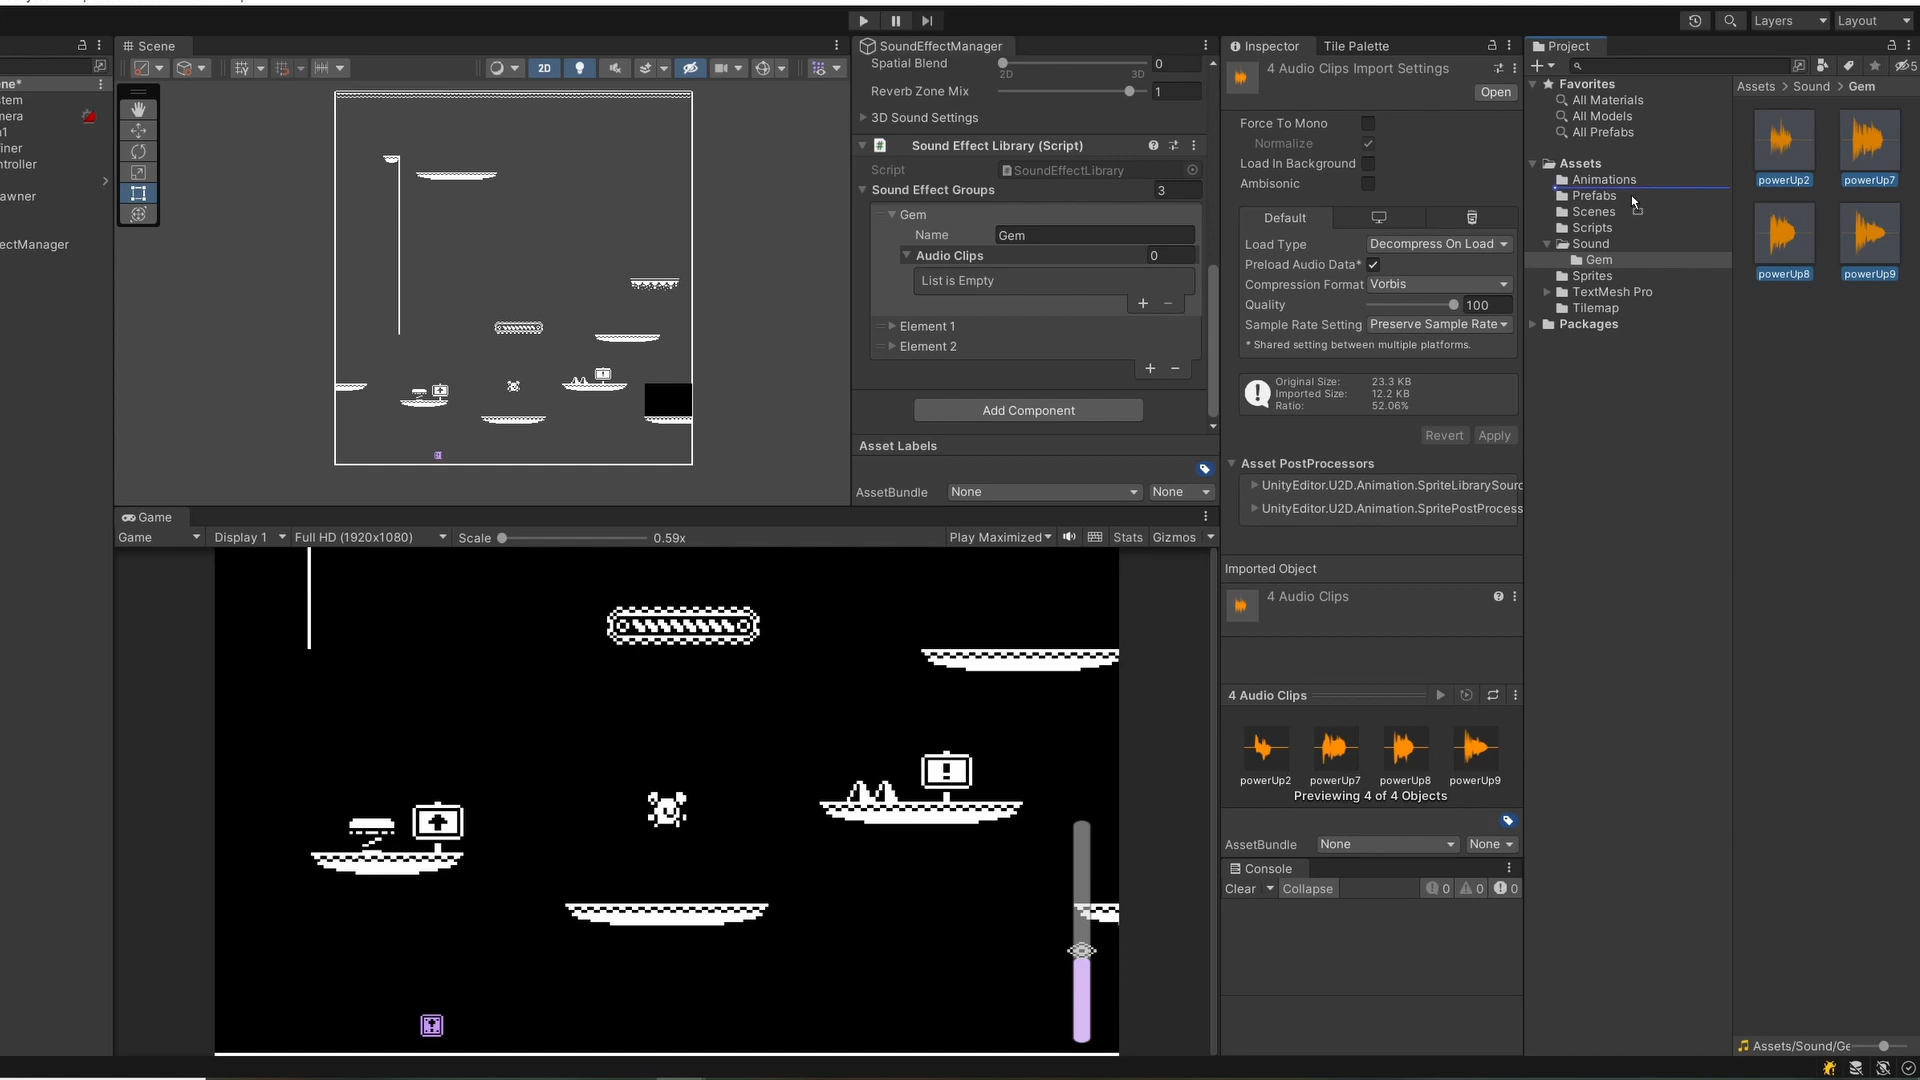 Layers
Layout
Scene
SoundEffectManager
Inspector
Tile Palette
Project
ne*
stem
mera
1
finer
ntroller
awner
ectManager
2D
Spatial Blend
0
2D
3D
Reverb Zone Mix
1
3D Sound Settings
Sound Effect Library (Script)
Script
SoundEffectLibrary
Sound Effect Groups
3
Gem
Name
Gem
Audio Clips
0
List is Empty
Element 1
Element 2
Add Component
Asset Labels
AssetBundle
None
None
4 Audio Clips Import Settings
Open
Force To Mono
Normalize
Load In Background
Ambisonic
Default
Load Type
Decompress On Load
Preload Audio Data*
Compression Format
Vorbis
Quality
100
Sample Rate Setting
Preserve Sample Rate
* Shared setting between multiple platforms.
Original Size: 23.3 KB
Imported Size: 12.2 KB
Ratio: 52.06%
Revert
Apply
Asset PostProcessors
UnityEditor.U2D.Animation.SpriteLibrarySourc
UnityEditor.U2D.Animation.SpritePostProcess
Imported Object
4 Audio Clips
4 Audio Clips
powerUp2
powerUp7
powerUp8
powerUp9
Previewing 4 of 4 Objects
AssetBundle
None
None
Console
Clear
Collapse
0
0
0
5
Favorites
All Materials
All Models
All Prefabs
Assets
Animations
Prefabs
Scenes
Scripts
Sound
Gem
Sprites
TextMesh Pro
Tilemap
Packages
Assets > Sound > Gem
powerUp2
powerUp7
powerUp8
powerUp9
Assets/Sound/Ge
Game
Game
Display 1
Full HD (1920x1080)
Scale
0.59x
Play Maximized
Stats
Gizmos
!